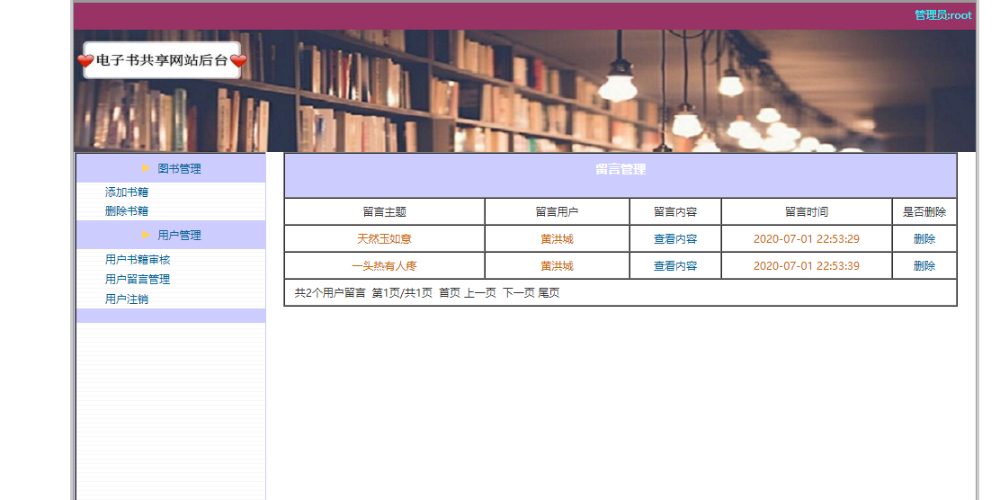 管理员:root
电子书共享网站后台
图书管理
添加书籍
删除书籍
用户管理
用户书籍审核
用户留言管理
用户注销
留言管理
留言主题 留言用户 留言内容 留言时间 是否删除
天然玉如意 黄洪城 查看内容 2020-07-01 22:53:29 删除
一头热有人疼 黄洪城 查看内容 2020-07-01 22:53:39 删除
共2个用户留言 第1页/共1页 首页 上一页 下一页 尾页